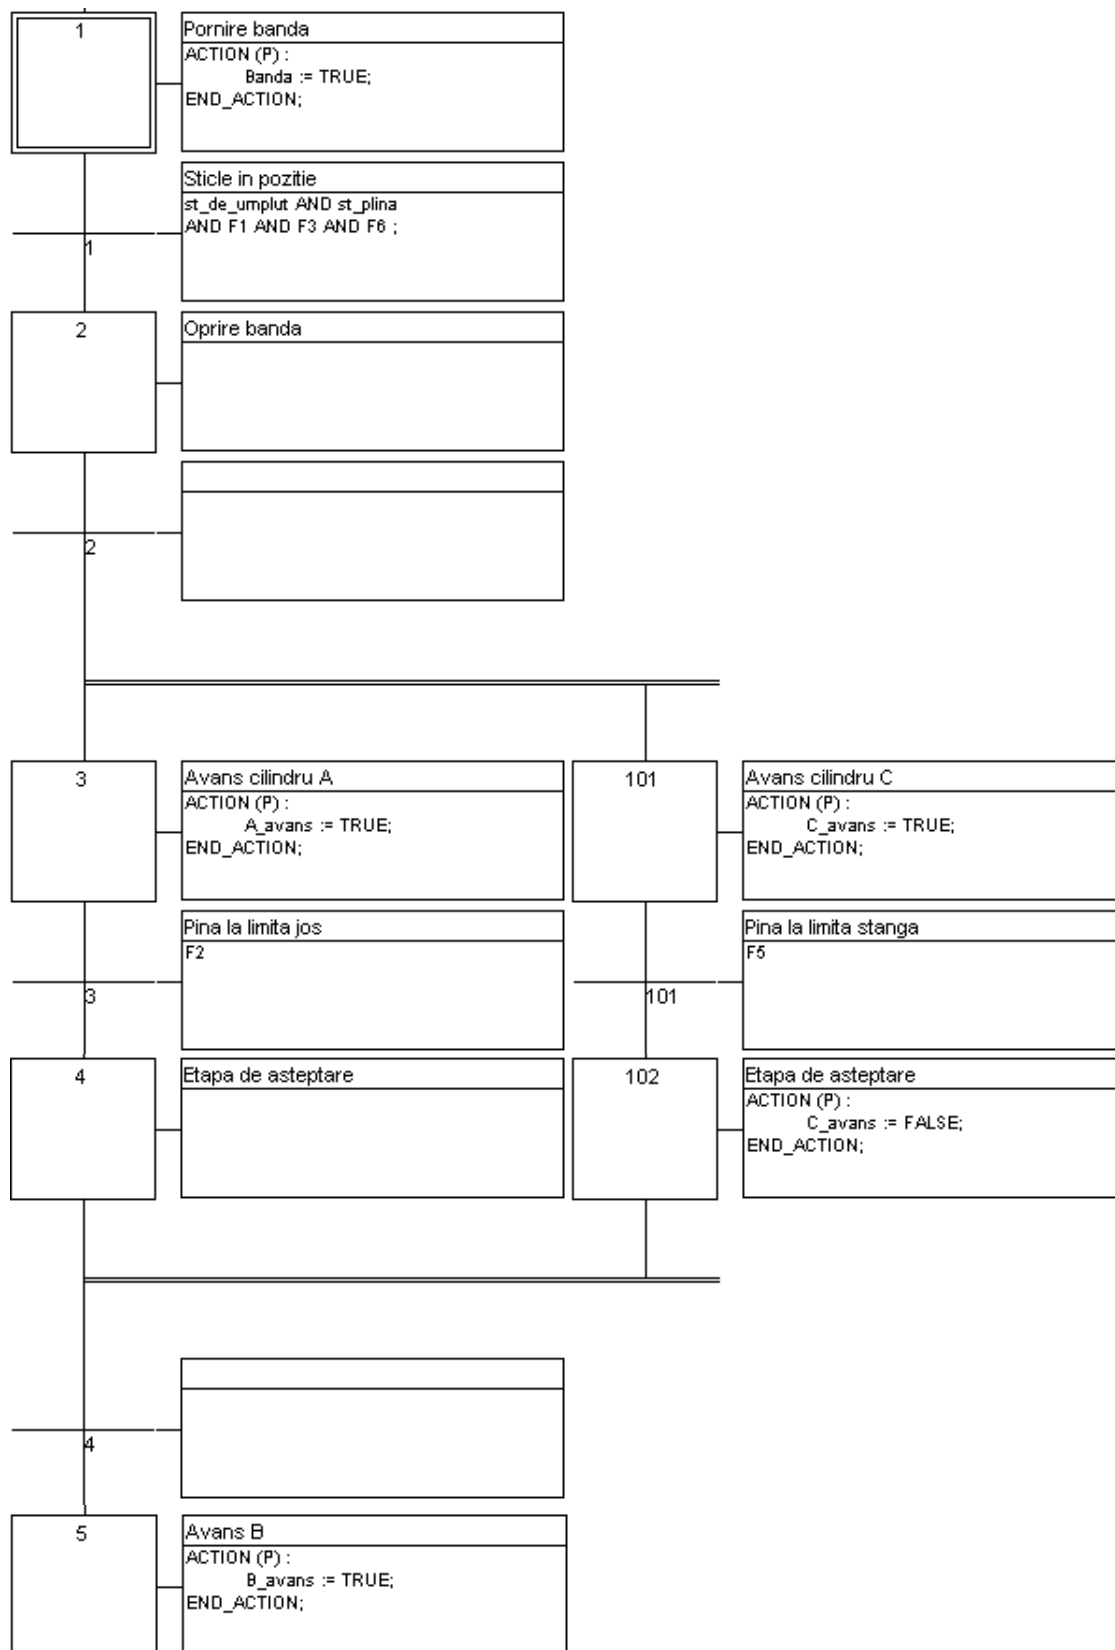 1
Pornire banda
ACTION (P) :
Banda := TRUE;
END_ACTION;
Sticle in pozitie
st_de_umplut AND st_plina
AND F1 AND F3 AND F6 ;
1
2
Oprire banda
2
3
Avans cilindru A
ACTION (P) :
A_avans := TRUE;
END_ACTION;
101
Avans cilindru C
ACTION (P) :
C_avans := TRUE;
END_ACTION;
Pina la limita jos
F2
3
Pina la limita stanga
F5
101
4
Etapa de asteptare
102
Etapa de asteptare
ACTION (P) :
C_avans := FALSE;
END_ACTION;
4
5
Avans B
ACTION (P) :
B_avans := TRUE;
END_ACTION;